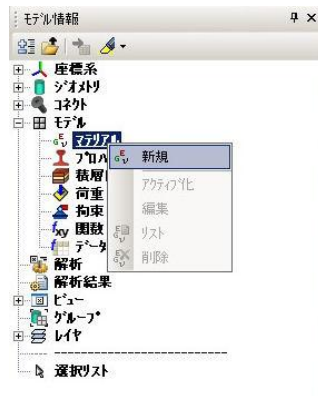 ﾓﾃﾞﾙ情報
座標系
ｼﾞｵﾒﾄﾘ
ｺﾈｸﾄ
ﾓﾃﾞﾙ
ﾏﾃﾘｱﾙ
新規
ﾌﾟﾛﾊ
ｱｸﾃｨﾌﾞ化
積層
荷重
編集
拘束
関数
ﾘｽﾄ
ﾃﾞｰﾀ
削除
解析
解析結果
ﾋﾞｭｰ
ｸﾞﾙｰﾌﾟ
ﾚｲﾔ
選択ﾘｽﾄ